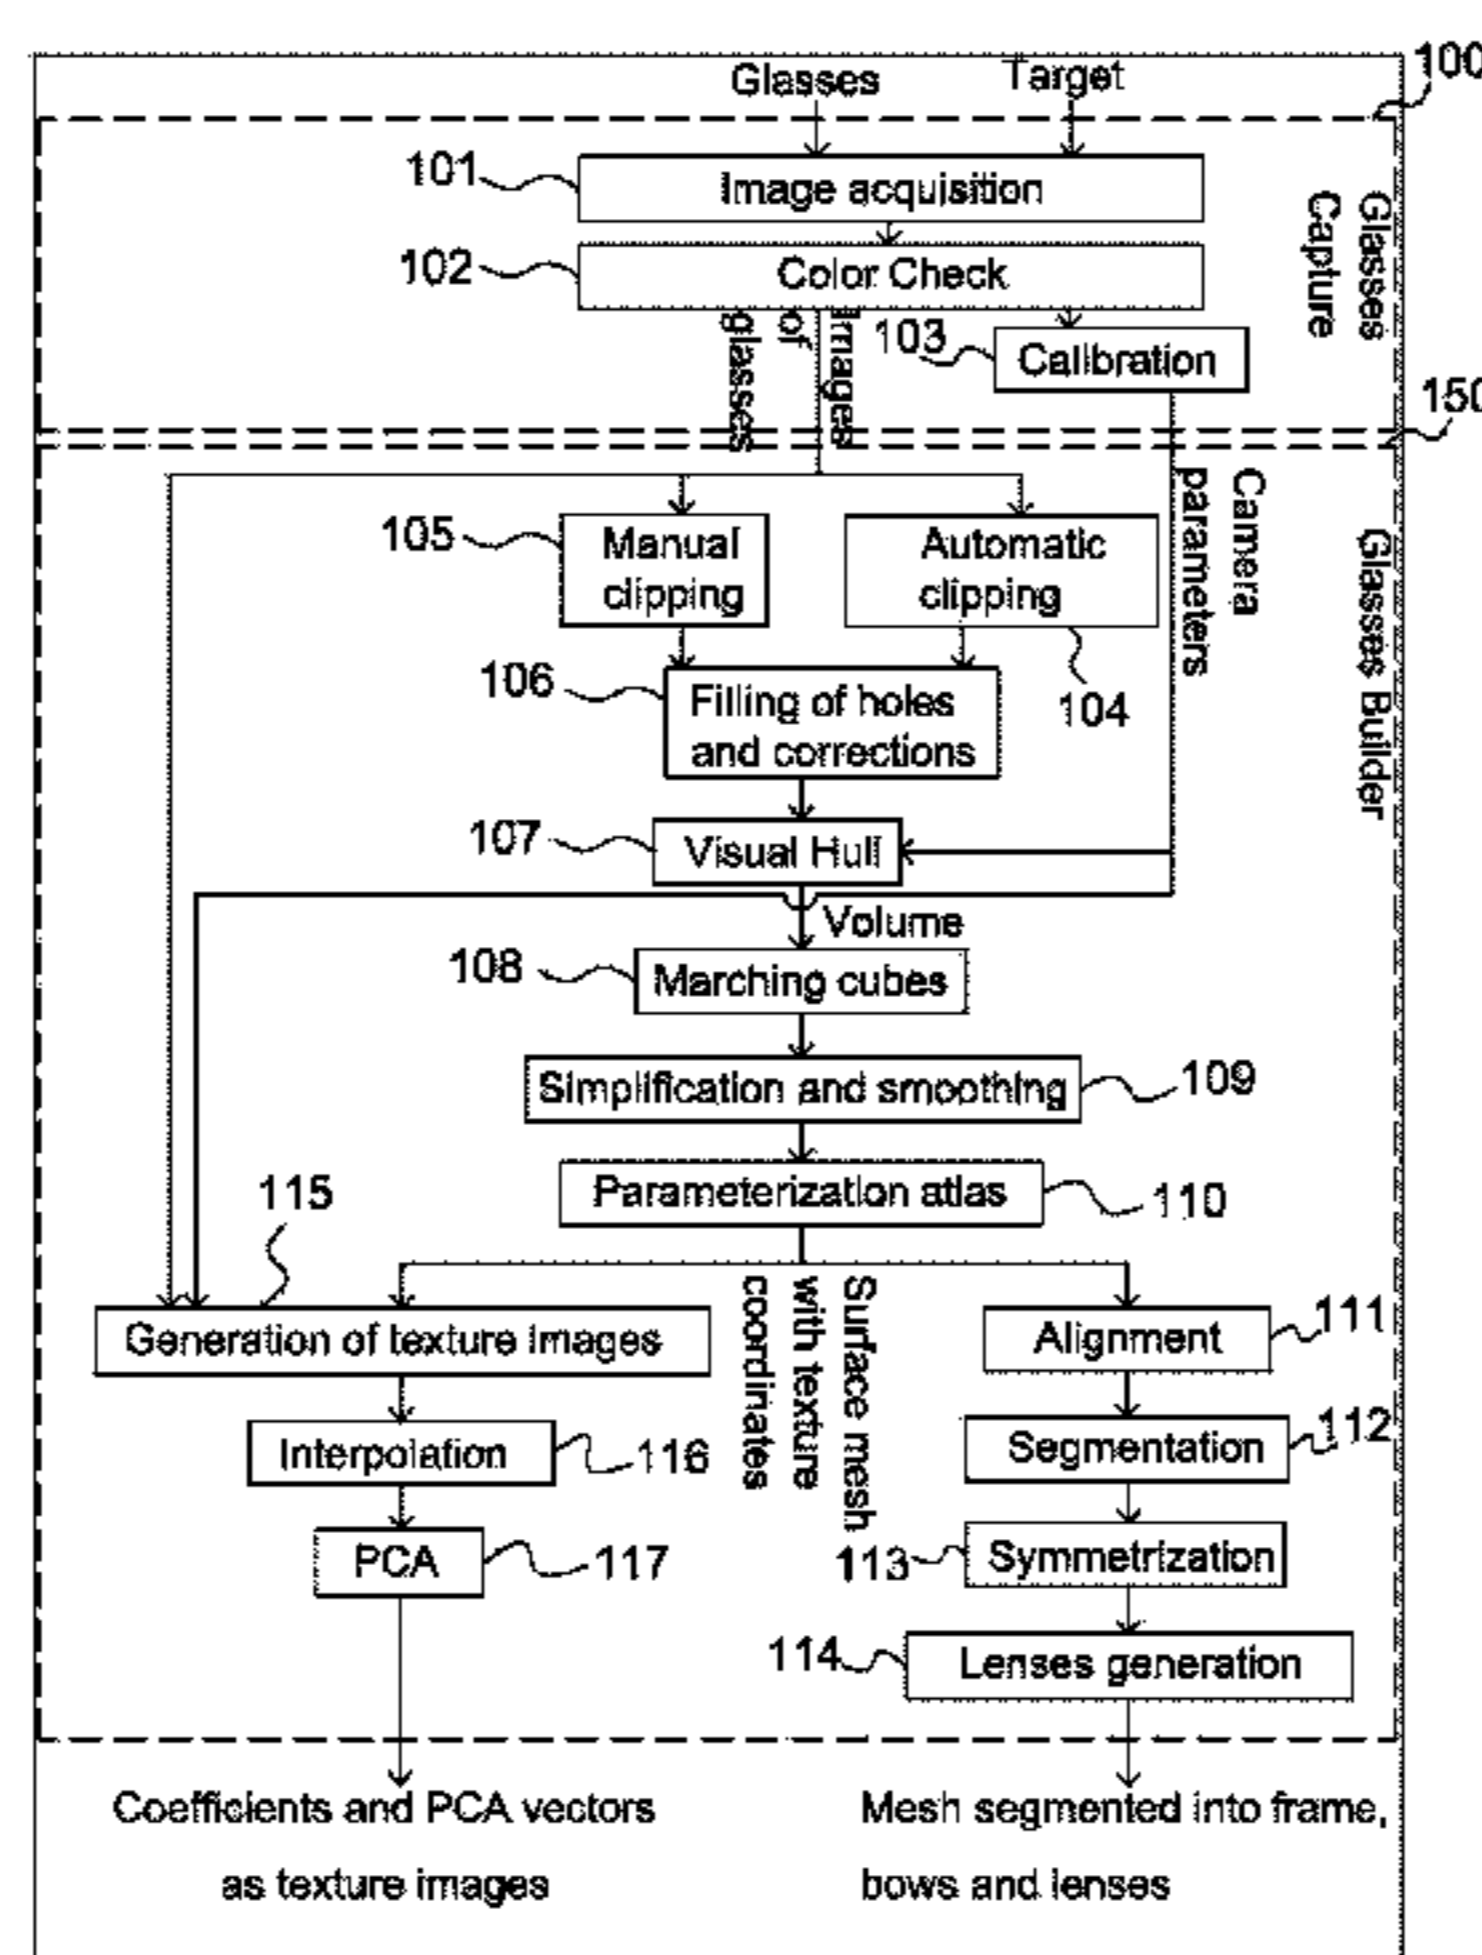 Glasses
Target
100
101
Image acquisition
102
Color Check
Glasses
Capture
Images
of
glasses
103
Calibration
150
105
Manual
clipping
Automatic
clipping
104
Camera
parameters
Glasses Builder
106
Filling of holes
and corrections
107
Visual Hull
Volume
108
Marching cubes
Simplification and smoothing
109
Parameterization atlas
110
115
Generation of texture images
Surface mesh
with texture
coordinates
Alignment
111
Interpolation
116
Segmentation
112
PCA
117
113
Symmetrization
114
Lenses generation
Coefficients and PCA vectors
as texture images
Mesh segmented into frame,
bows and lenses